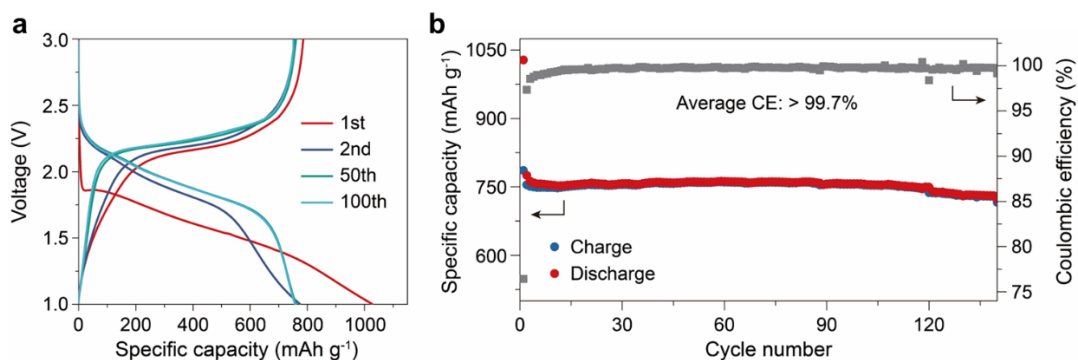 a
3.0
2.5
2.0
1.5
1.0
Voltage (V)
1st
2nd
50th
100th
0
200
400
600
800
1000
Specific capacity (mAh g⁻¹)
b
1050
900
750
600
Specific capacity (mAh g⁻¹)
Average CE: > 99.7%
Charge
Discharge
100
95
90
85
80
75
Coulombic efficiency (%)
0
30
60
90
120
Cycle number